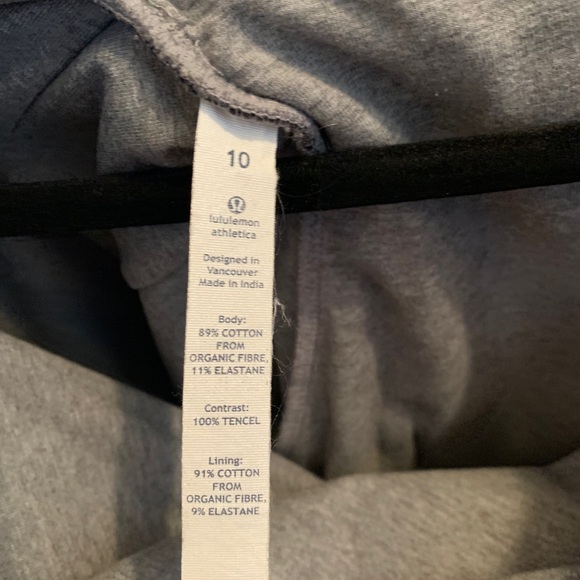 10
lululemon
athletica
Designed in
Vancouver
Made in India
Body:
89% COTTON
FROM
ORGANIC FIBRE,
11% ELASTANE
Contrast:
100% TENCEL
Lining:
91% COTTON
FROM
ORGANIC FIBRE,
9% ELASTANE